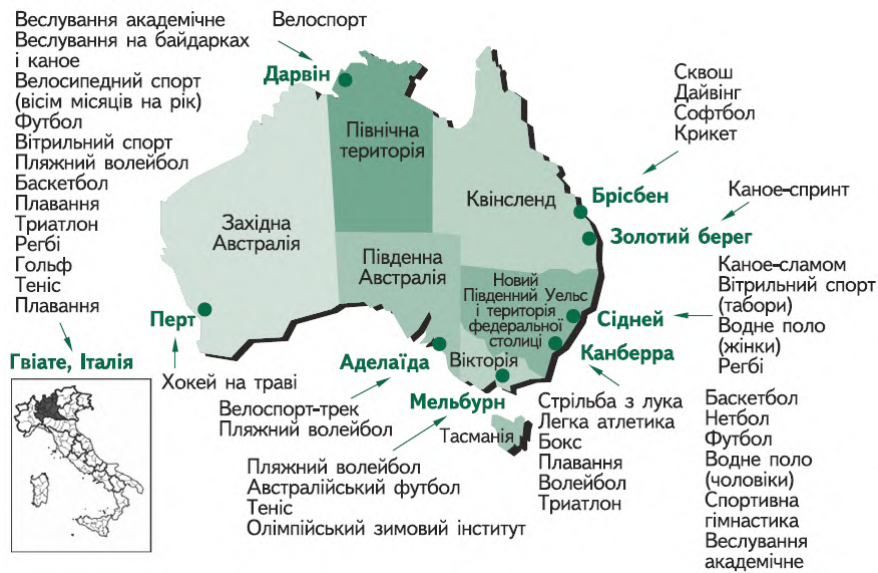 Веслування академічне
Веслування на байдарках
і каное
Велосипедний спорт
(вісім місяців на рік)
Футбол
Вітрильний спорт
Пляжний волейбол
Баскетбол
Плавання
Триатлон
Регбі
Гольф
Теніс
Плавання
Гвіате, Італія
Велоспорт
Дарвін
Північна
територія
Західна
Австралія
Південна
Австралія
Квінсленд
Новий
Південний Уельс
і територія
федеральної
столиці
Вікторія
Тасманія
Сквош
Дайвінг
Софтбол
Крикет
Брісбен
Каное-спринт
Золотий берег
Каное-сламом
Вітрильний спорт
(табори)
Водне поло
(жінки)
Регбі
Сідней
Канберра
Перт
Хокей на траві
Аделаїда
Велоспорт-трек
Пляжний волейбол
Мельбурн
Пляжний волейбол
Австралійський футбол
Теніс
Олімпійський зимовий інститут
Стрільба з лука
Легка атлетика
Бокс
Плавання
Волейбол
Триатлон
Баскетбол
Нетбол
Футбол
Водне поло
(чоловіки)
Спортивна
гімнастика
Веслування
академічне